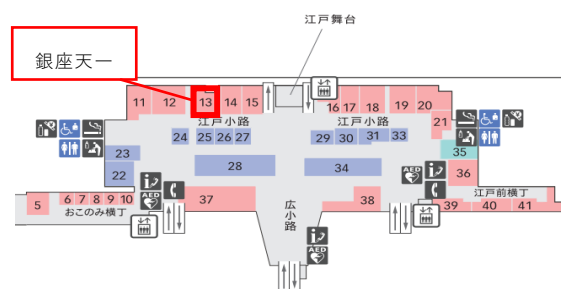 江戸舞台
銀座天一
11 12 13 14 15 16 17 18 19 20
江戸小路 江戸小路
21
24 25 26 27 29 30 31 33
23 35
28 34
22 36
AED AED
5 6 7 8 9 10 37 広小路 38 江戸前横丁
おこのみ横丁 39 40 41
AED